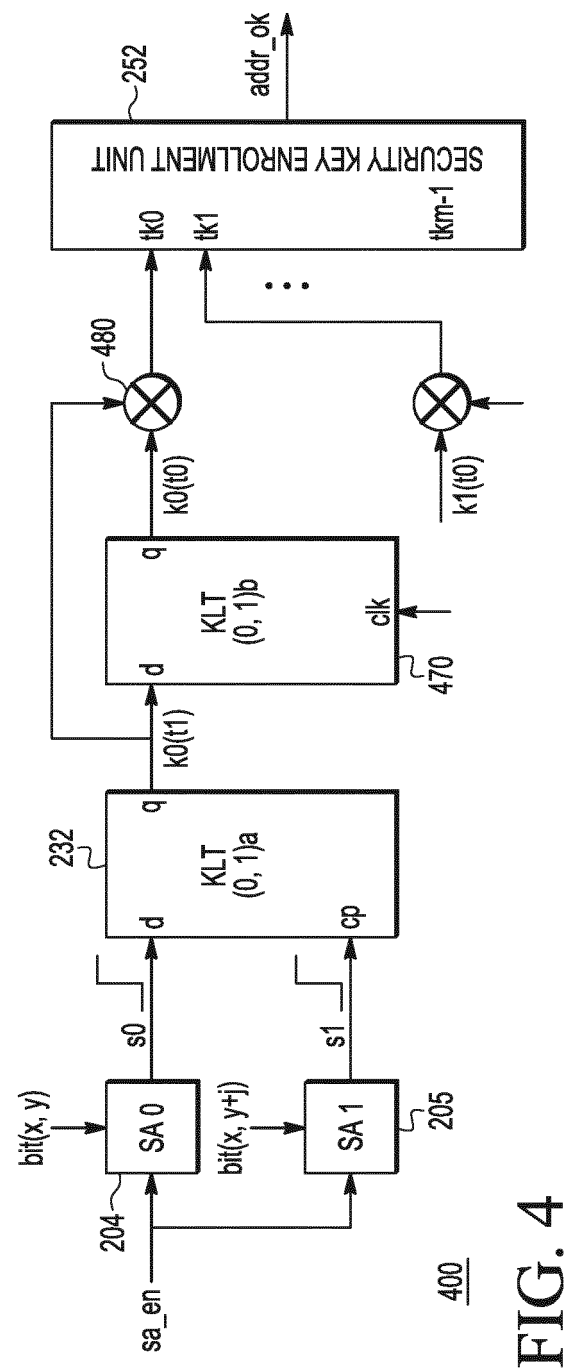 bit(x, y)
204
SA 0
sa_en
s0
bit(x, y+j)
SA 1
205
s1
232
d
q
KLT
(0, 1)a
cp
k0(t1)
d
q
KLT
(0, 1)b
clk
470
k0(t0)
480
k1(t0)
tk0
tk1
...
tkm-1
SECURITY KEY ENROLLMENT UNIT
252
addr_ok
400
FIG. 4